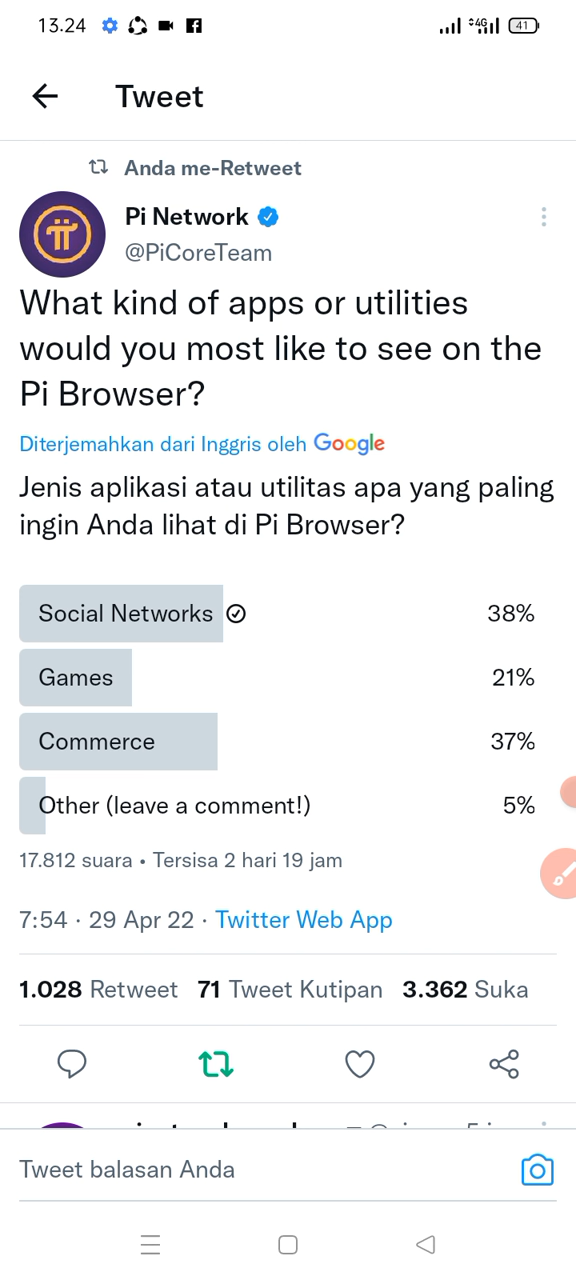 13.24 4G 41
Tweet
Anda me-Retweet
Pi Network
@PiCoreTeam
What kind of apps or utilities
would you most like to see on the
Pi Browser?
Diterjemahkan dari Inggris oleh Google
Jenis aplikasi atau utilitas apa yang paling
ingin Anda lihat di Pi Browser?
Social Networks 38%
Games 21%
Commerce 37%
Other (leave a comment!) 5%
17.812 suara • Tersisa 2 hari 19 jam
7:54 · 29 Apr 22 · Twitter Web App
1.028 Retweet 71 Tweet Kutipan 3.362 Suka
Tweet balasan Anda